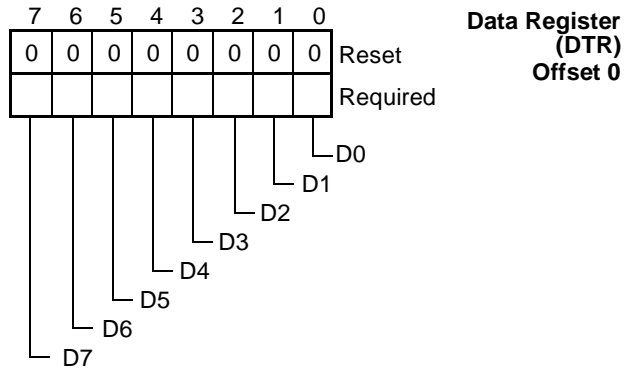 7 6 5 4 3 2 1 0
Data Register
(DTR)
Offset 0
0 0 0 0 0 0 0 0 Reset
Required
D0
D1
D2
D3
D4
D5
D6
D7